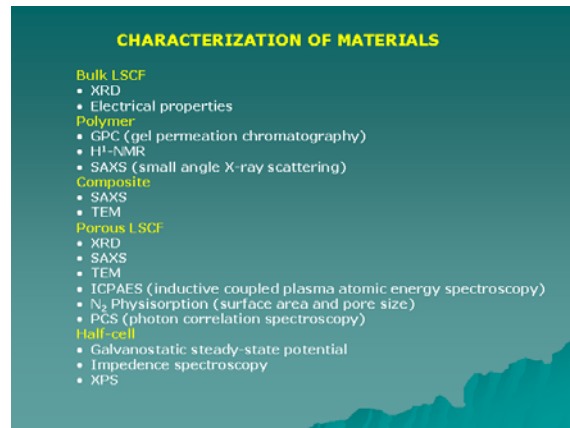 CHARACTERIZATION OF MATERIALS
Bulk LSCF
• XRD
• Electrical properties
Polymer
• GPC (gel permeation chromatography)
• H¹-NMR
• SAXS (small angle X-ray scattering)
Composite
• SAXS
• TEM
Porous LSCF
• XRD
• SAXS
• TEM
• ICPAES (inductive coupled plasma atomic energy spectroscopy)
• N₂ Physisorption (surface area and pore size)
• PCS (photon correlation spectroscopy)
Half-cell
• Galvanostatic steady-state potential
• Impedence spectroscopy
• XPS